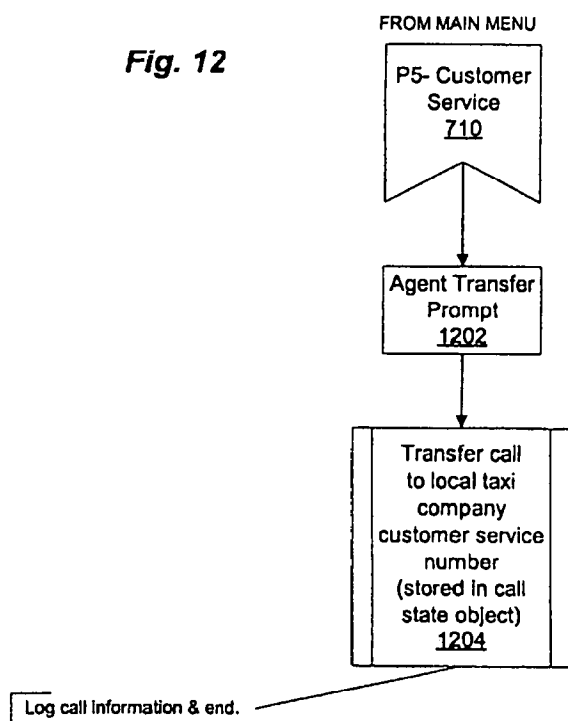 FROM MAIN MENU
Fig. 12
P5- Customer
Service
710
Agent Transfer
Prompt
1202
Transfer call
to local taxi
company
customer service
number
(stored in call
state object)
1204
Log call information & end.